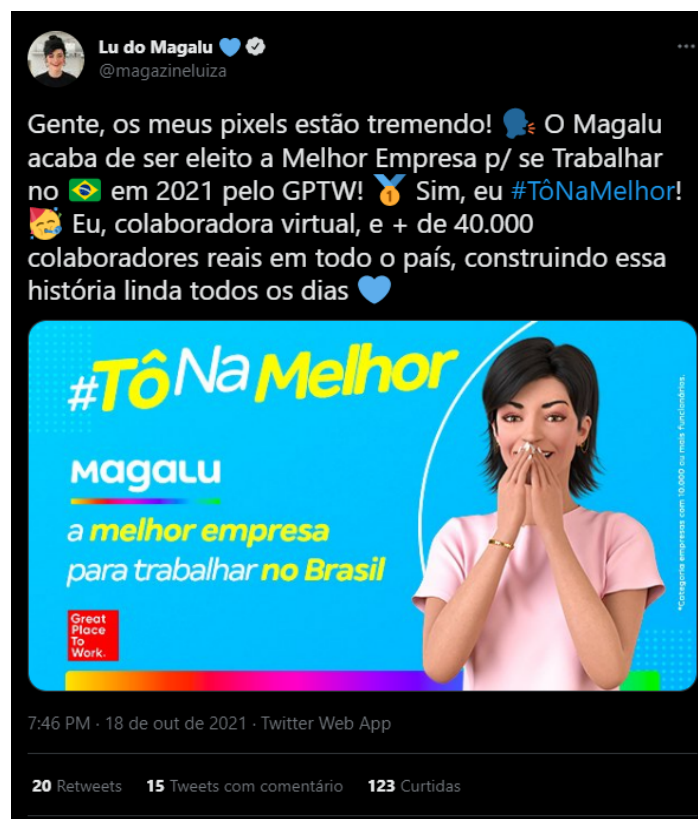 Lu do Magalu 💙
@magazineluiza
Gente, os meus pixels estão tremendo! 🗣️ O Magalu
acaba de ser eleito a Melhor Empresa p/ se Trabalhar
no 🇧🇷 em 2021 pelo GPTW! 🥇 Sim, eu #TôNaMelhor!
🥳 Eu, colaboradora virtual, e + de 40.000
colaboradores reais em todo o país, construindo essa
história linda todos os dias 💙
#TôNaMelhor
Magalu
a melhor empresa
para trabalhar no Brasil
Great
Place
To
Work.
*Categoria empresas com 10.000 ou mais funcionários.
7:46 PM · 18 de out de 2021 · Twitter Web App
20 Retweets 15 Tweets com comentário 123 Curtidas